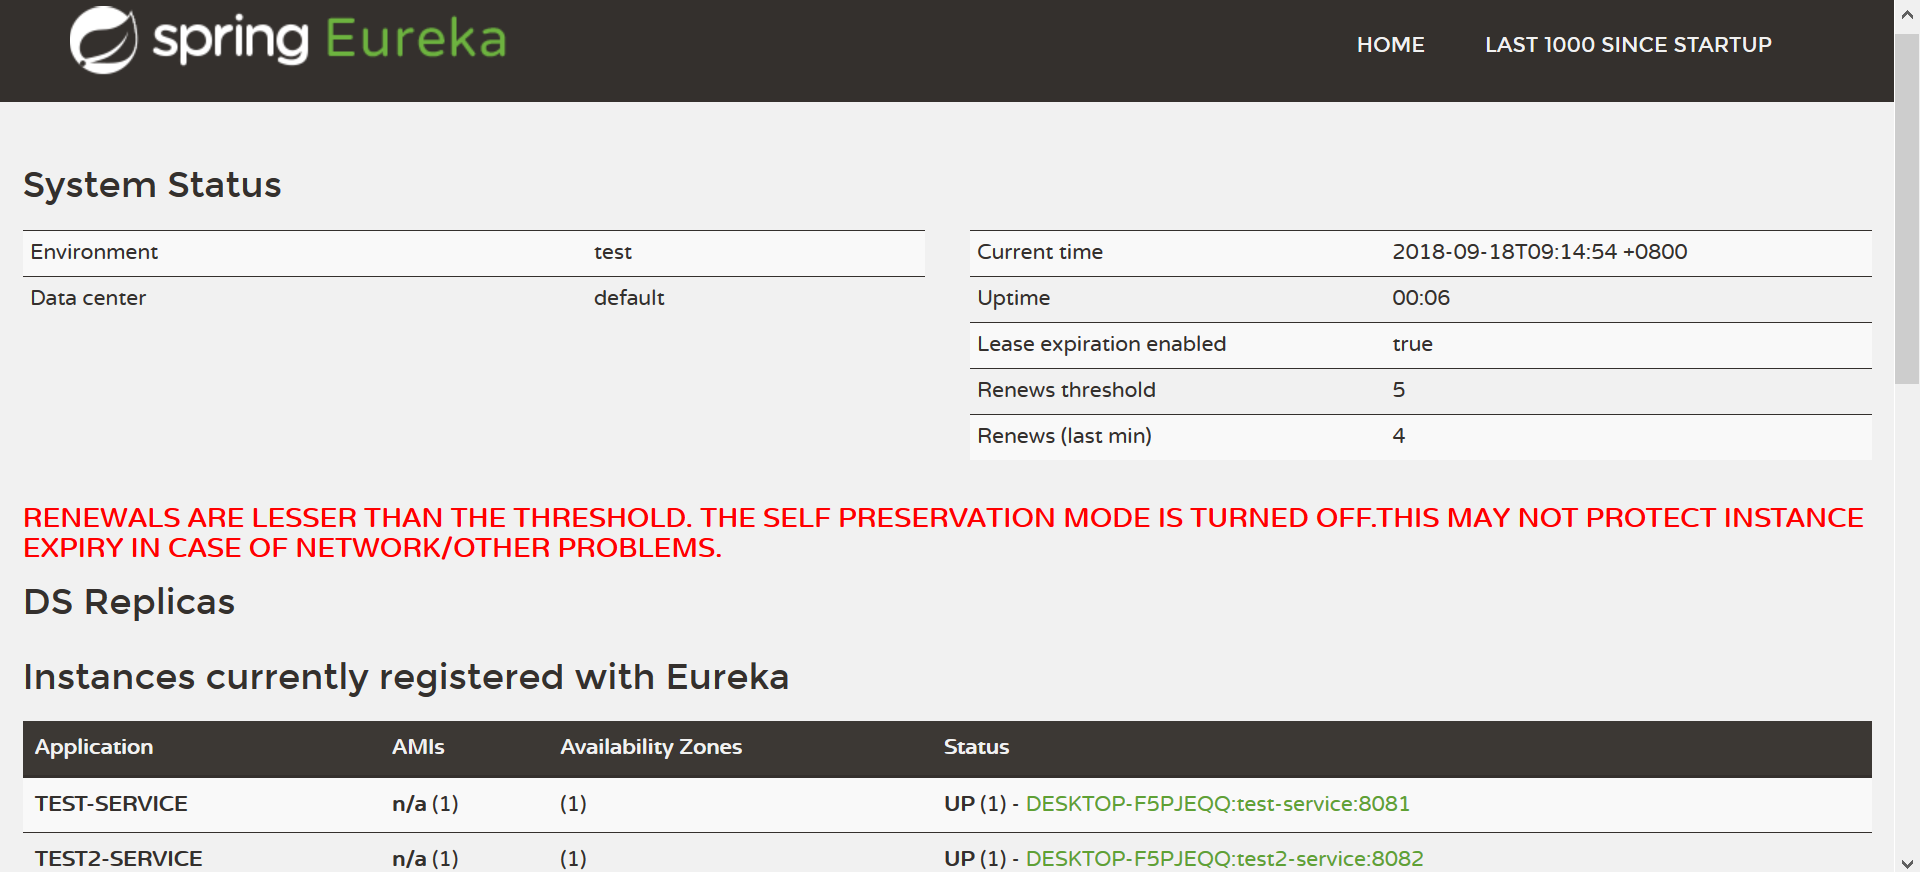 spring Eureka
HOME LAST 1000 SINCE STARTUP
System Status
Environment test
Data center default
Current time 2018-09-18T09:14:54 +0800
Uptime 00:06
Lease expiration enabled true
Renews threshold 5
Renews (last min) 4
RENEWALS ARE LESSER THAN THE THRESHOLD. THE SELF PRESERVATION MODE IS TURNED OFF.THIS MAY NOT PROTECT INSTANCE
EXPIRY IN CASE OF NETWORK/OTHER PROBLEMS.
DS Replicas
Instances currently registered with Eureka
Application AMIs Availability Zones Status
TEST-SERVICE n/a (1) (1) UP (1) - DESKTOP-F5PJEQQ:test-service:8081
TEST2-SERVICE n/a (1) (1) UP (1) - DESKTOP-F5PJEQQ:test2-service:8082